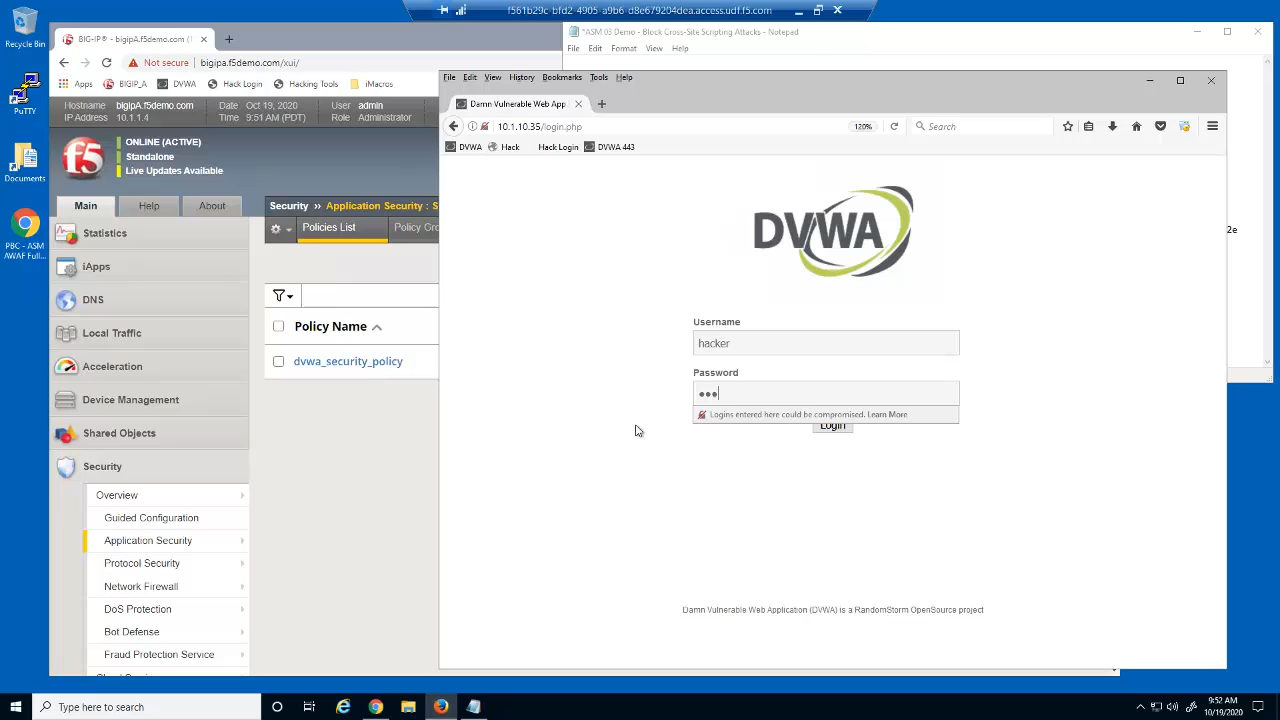 f561b29c-bfd2-4905-a9b6-d8e679204dea.access.udf.f5.com
Recycle Bin
PuTTY
Documents
PBC - ASM
AWAF Full...
BIG-IP® - bigipa.f5demo.com (
Not secure
bigipa.f5demo.com/xui/
Apps
BIGIP_A
DVWA
Hack Login
Hacking Tools
iMacros
Hostname bigipA.f5demo.com
IP Address 10.1.1.4
Date Oct 19, 2020
Time 9:51 AM (PDT)
User admin
Role Administrator
f5
ONLINE (ACTIVE)
Standalone
Live Updates Available
Main
Help
About
Security » Application Security : S
Policies List
Policy Gro
Policy Name
dvwa_security_policy
Statistics
iApps
DNS
Local Traffic
Acceleration
Device Management
Shared Objects
Security
Overview
Guided Configuration
Application Security
Protocol Security
Network Firewall
DoS Protection
Bot Defense
Fraud Protection Service
*ASM 03 Demo - Block Cross-Site Scripting Attacks - Notepad
File Edit Format View Help
2e
File Edit View History Bookmarks Tools Help
Damn Vulnerable Web App
10.1.10.35/login.php
120%
Search
DVWA
Hack
Hack Login
DVWA 443
DVWA
Username
hacker
Password
●●●
Logins entered here could be compromised. Learn More
Login
Damn Vulnerable Web Application (DVWA) is a RandomStorm OpenSource project
Type here to search
9:52 AM
10/19/2020